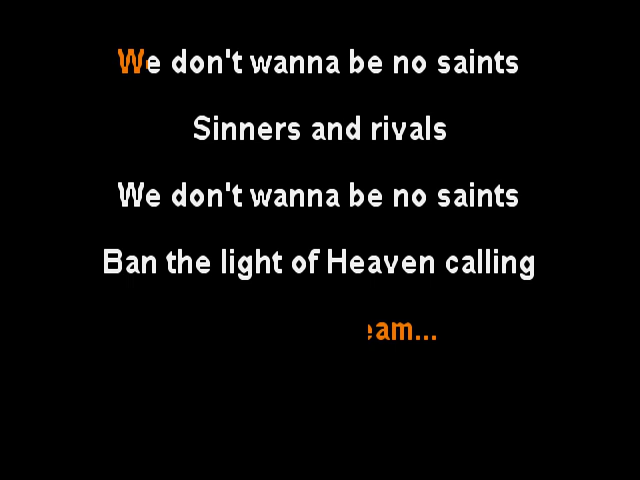 We don't wanna be no saints
Sinners and rivals
We don't wanna be no saints
Ban the light of Heaven calling
eam...